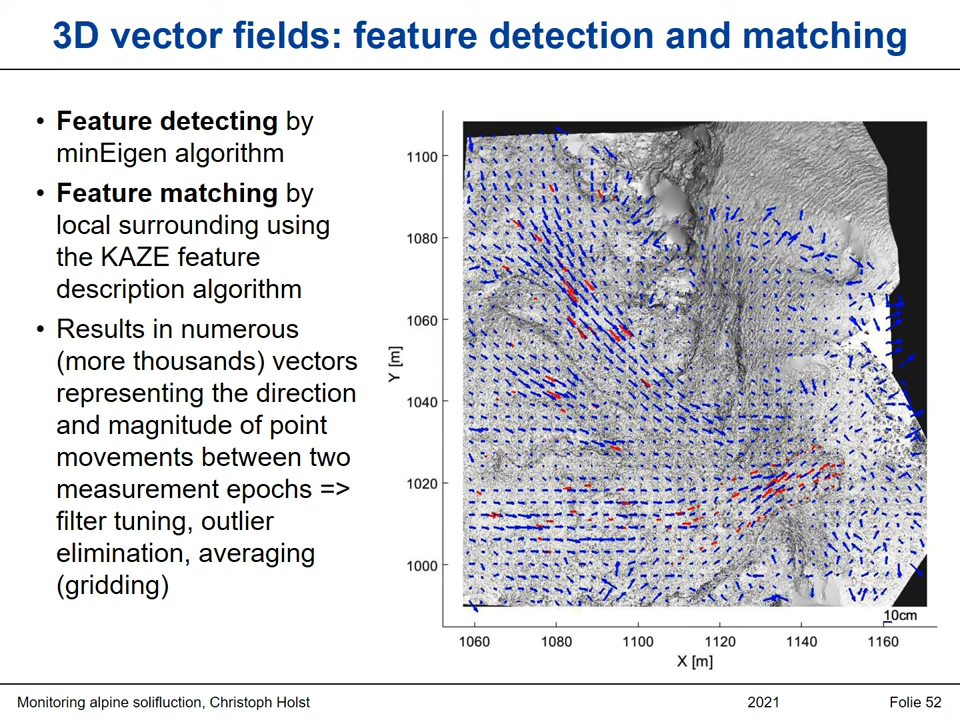 3D vector fields: feature detection and matching
• Feature detecting by
minEigen algorithm
• Feature matching by
local surrounding using
the KAZE feature
description algorithm
• Results in numerous
(more thousands) vectors
representing the direction
and magnitude of point
movements between two
measurement epochs =>
filter tuning, outlier
elimination, averaging
(gridding)
Y [m]
1100
1080
1060
1040
1020
1000
10cm
1060 1080 1100 1120 1140 1160
X [m]
Monitoring alpine solifluction, Christoph Holst 2021 Folie 52